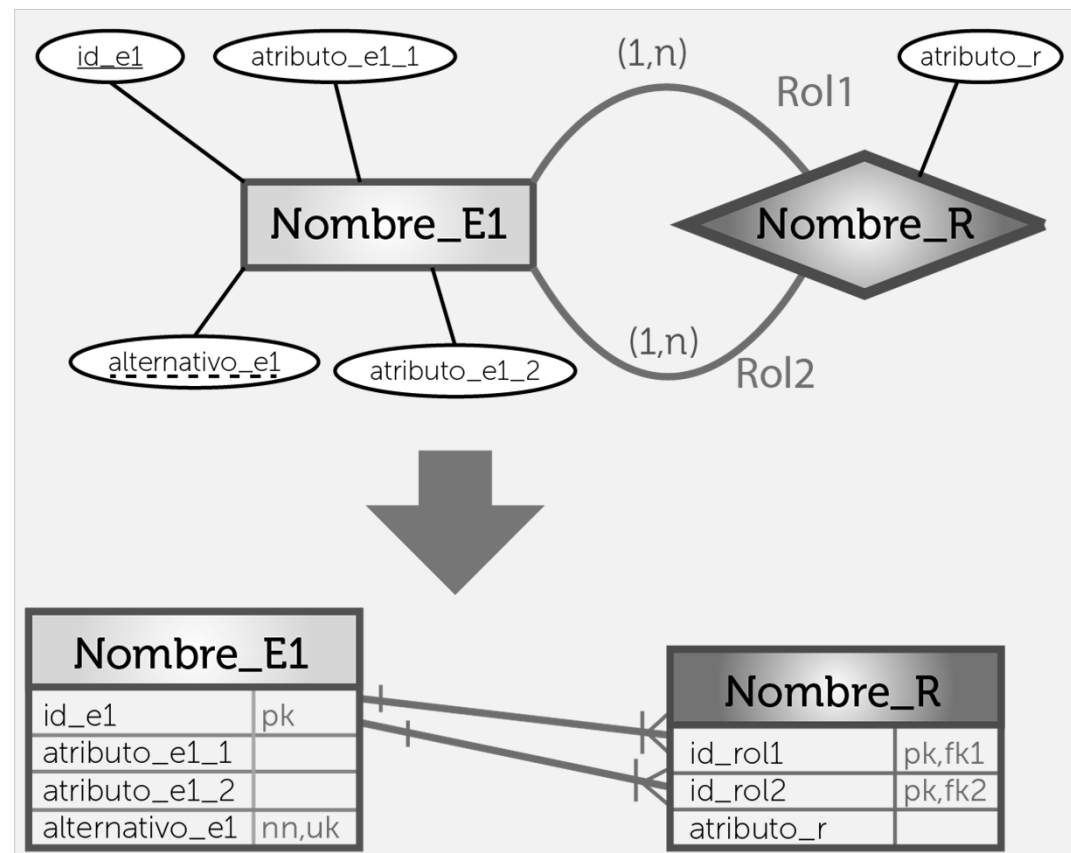 id_e1
atributo_e1_1
(1,n)
Rol1
atributo_r
Nombre_E1
Nombre_R
alternativo_e1
atributo_e1_2
(1,n)
Rol2
Nombre_E1
id_e1 pk
atributo_e1_1
atributo_e1_2
alternativo_e1 nn,uk
Nombre_R
id_rol1 pk,fk1
id_rol2 pk,fk2
atributo_r